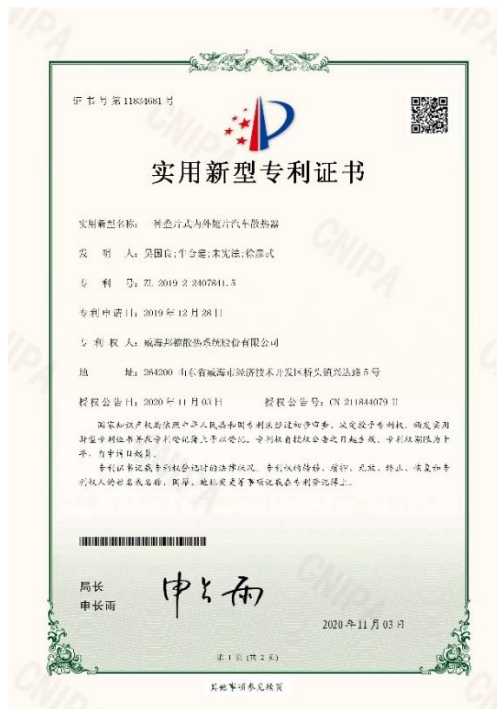 证书号第11834681号
实用新型专利证书
实用新型名称：一种叠片式内外翅片汽车散热器
发 明 人：吴国良;牛合建;宋宪法;徐彦武
专 利 号：ZL 2019 2 2407841.5
专利申请日：2019年12月28日
专 利 权 人：威海邦德散热系统股份有限公司
地 址：264200 山东省威海市经济技术开发区桥头镇兴达路5号
授权公告日：2020年11月03日 授权公告号：CN 211844079 U
国家知识产权局依照中华人民共和国专利法经过初步审查，决定授予专利权，颁发实用
新型专利证书并在专利登记簿上予以登记。专利权自授权公告之日起生效。专利权期限为十
年，自申请日起算。
专利证书记载专利权登记时的法律状况。专利权的转移、质押、无效、终止、恢复和专
利权人的姓名或名称、国籍、地址变更等事项记载在专利登记簿上。
局长
申长雨
申长雨
2020年11月03日
第 1 页 (共 2 页)
其他事项参见续页
CNIPA